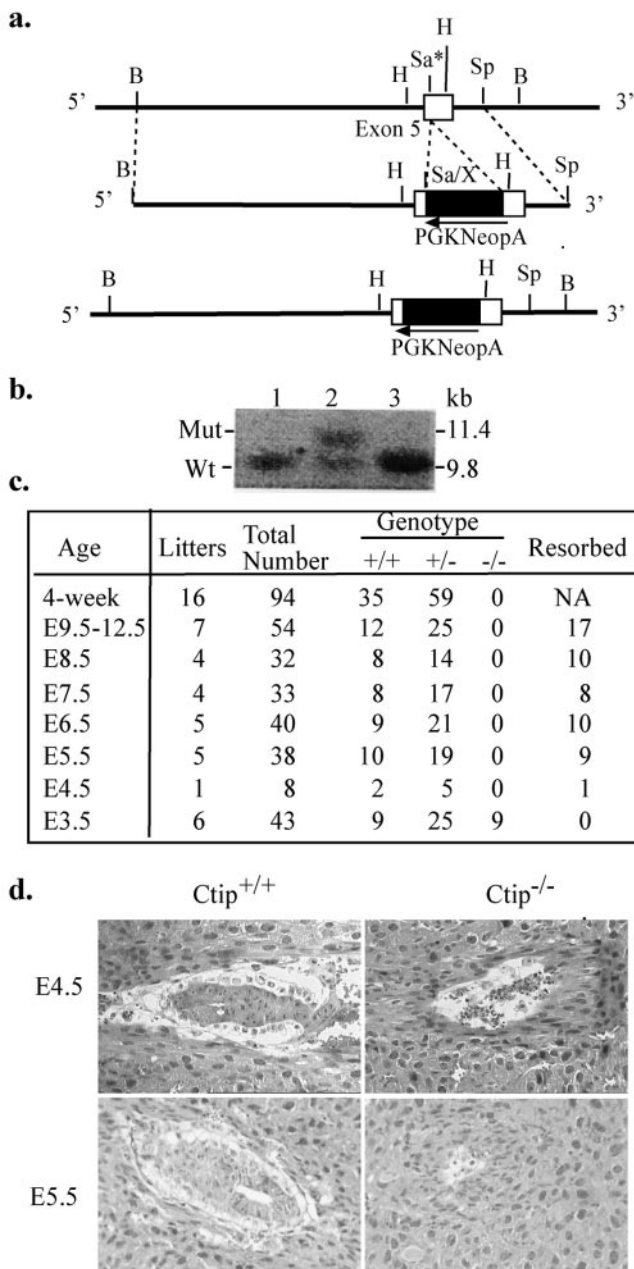 a.
H
Sa*
B H Sp B
5' 3'
Exon 5
B H Sa/X H Sp
5' 3'
PGKNeopA
B H H Sp B
5' 3'
PGKNeopA
b.
1 2 3 kb
Mut 11.4
Wt 9.8
c.
Age Litters Total Number Genotype Resorbed
+/+ +/- -/-
4-week 16 94 35 59 0 NA
E9.5-12.5 7 54 12 25 0 17
E8.5 4 32 8 14 0 10
E7.5 4 33 8 17 0 8
E6.5 5 40 9 21 0 10
E5.5 5 38 10 19 0 9
E4.5 1 8 2 5 0 1
E3.5 6 43 9 25 9 0
d.
Ctip+/+ Ctip-/-
E4.5
E5.5